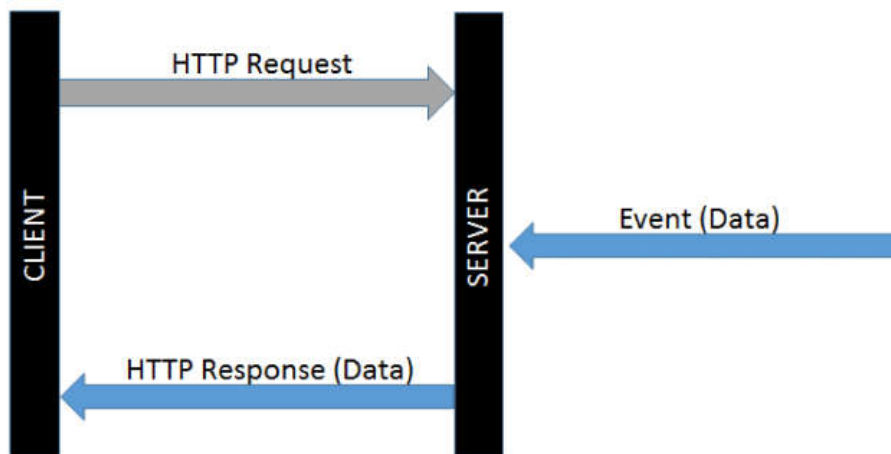 HTTP Request
CLIENT
SERVER
Event (Data)
HTTP Response (Data)